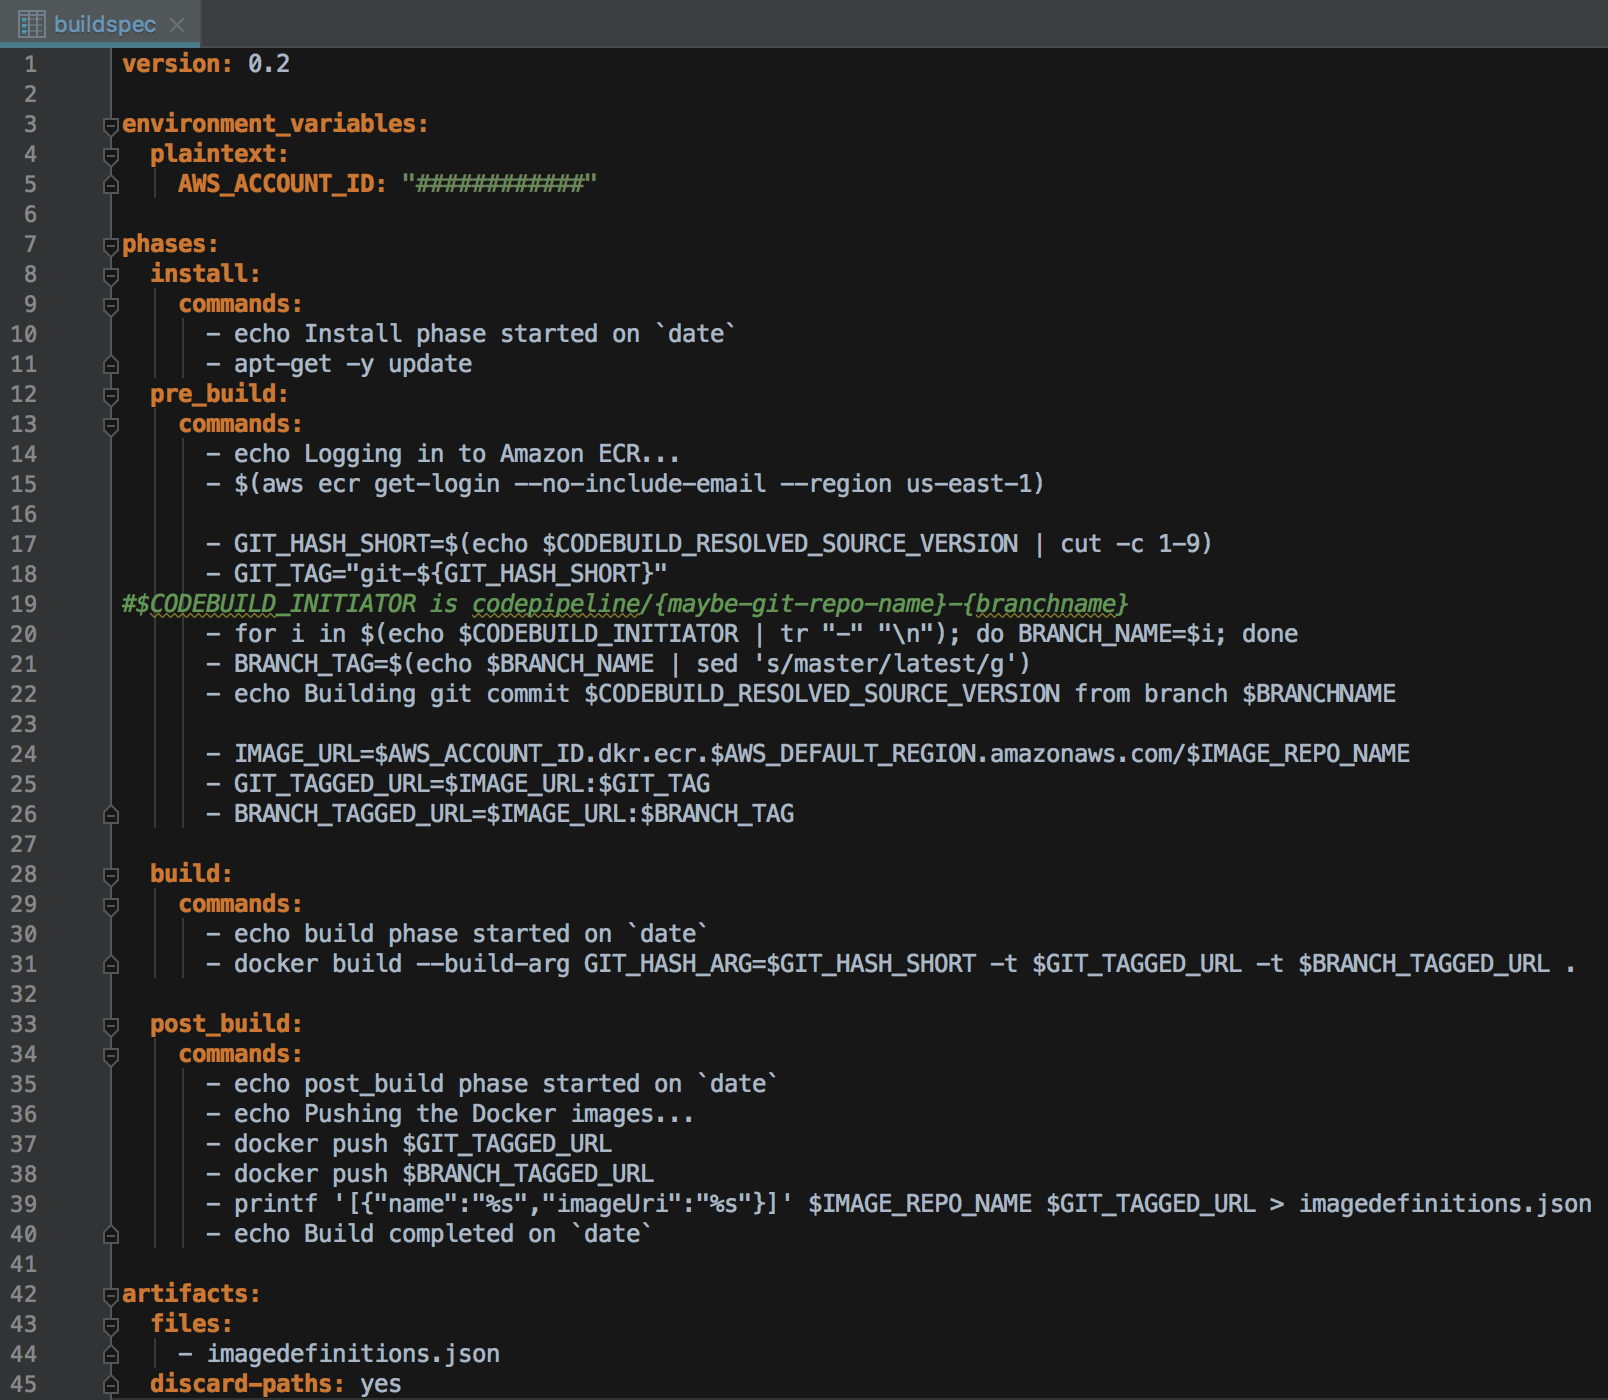 buildspec
1 version: 0.2
2
3 environment_variables:
4   plaintext:
5     AWS_ACCOUNT_ID: "############"
6
7 phases:
8   install:
9     commands:
10       - echo Install phase started on `date`
11       - apt-get -y update
12   pre_build:
13     commands:
14       - echo Logging in to Amazon ECR...
15       - $(aws ecr get-login --no-include-email --region us-east-1)
16
17       - GIT_HASH_SHORT=$(echo $CODEBUILD_RESOLVED_SOURCE_VERSION | cut -c 1-9)
18       - GIT_TAG="git-${GIT_HASH_SHORT}"
19 #$CODEBUILD_INITIATOR is codepipeline/{maybe-git-repo-name}-{branchname}
20       - for i in $(echo $CODEBUILD_INITIATOR | tr "-" "\n"); do BRANCH_NAME=$i; done
21       - BRANCH_TAG=$(echo $BRANCH_NAME | sed 's/master/latest/g')
22       - echo Building git commit $CODEBUILD_RESOLVED_SOURCE_VERSION from branch $BRANCHNAME
23
24       - IMAGE_URL=$AWS_ACCOUNT_ID.dkr.ecr.$AWS_DEFAULT_REGION.amazonaws.com/$IMAGE_REPO_NAME
25       - GIT_TAGGED_URL=$IMAGE_URL:$GIT_TAG
26       - BRANCH_TAGGED_URL=$IMAGE_URL:$BRANCH_TAG
27
28   build:
29     commands:
30       - echo build phase started on `date`
31       - docker build --build-arg GIT_HASH_ARG=$GIT_HASH_SHORT -t $GIT_TAGGED_URL -t $BRANCH_TAGGED_URL .
32
33   post_build:
34     commands:
35       - echo post_build phase started on `date`
36       - echo Pushing the Docker images...
37       - docker push $GIT_TAGGED_URL
38       - docker push $BRANCH_TAGGED_URL
39       - printf '[{"name":"%s","imageUri":"%s"}]' $IMAGE_REPO_NAME $GIT_TAGGED_URL > imagedefinitions.json
40       - echo Build completed on `date`
41
42 artifacts:
43   files:
44     - imagedefinitions.json
45   discard-paths: yes